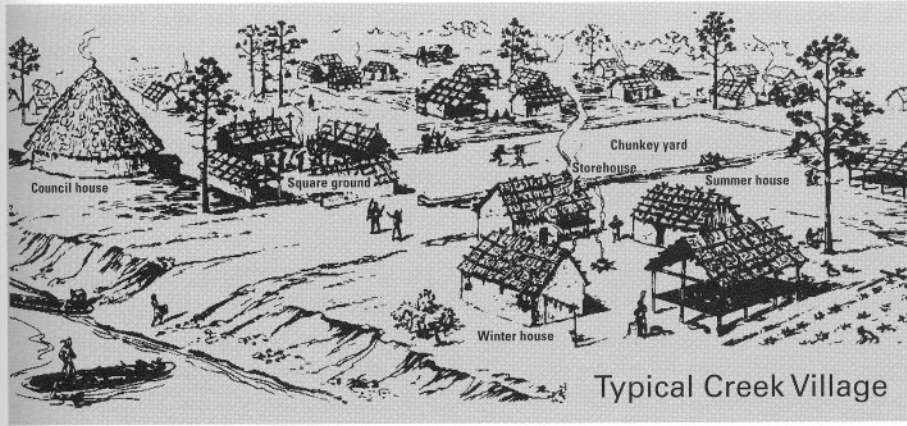 Chunkey yard
Storehouse
Summer house
Council house
Square ground
Winter house
Typical Creek Village